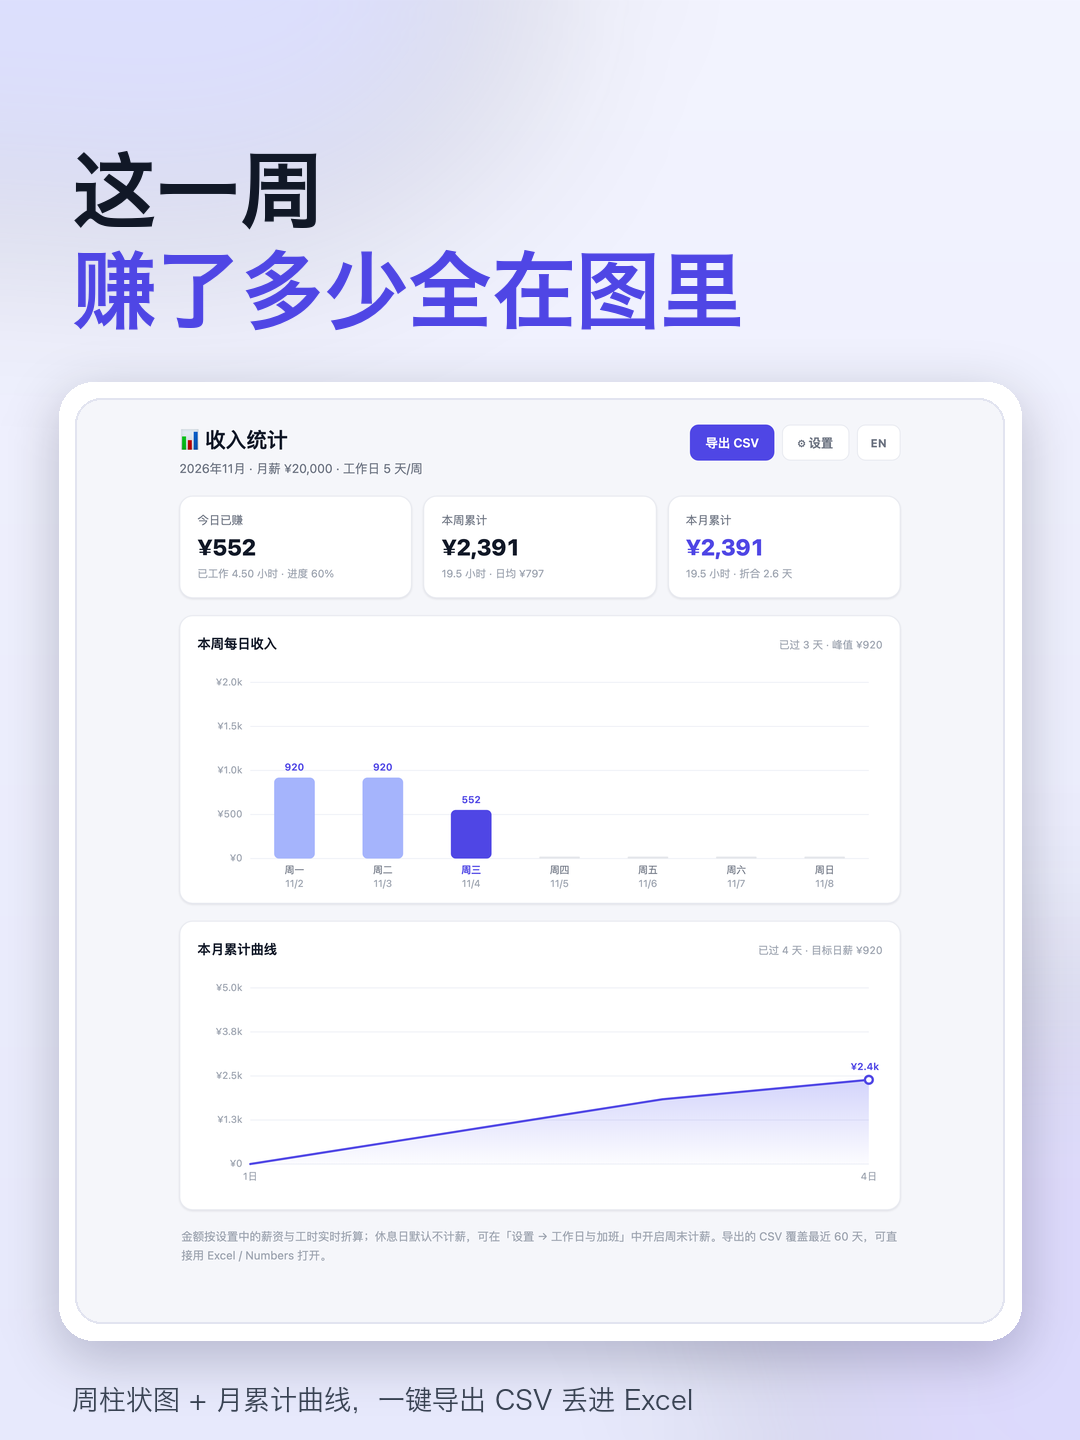 这一周
赚了多少全在图里
📊 收入统计
导出 CSV
⚙ 设置
EN
2026年11月 · 月薪 ¥20,000 · 工作日 5 天/周
今日已赚
¥552
已工作 4.50 小时 · 进度 60%
本周累计
¥2,391
19.5 小时 · 日均 ¥797
本月累计
¥2,391
19.5 小时 · 折合 2.6 天
本周每日收入
已过 3 天 · 峰值 ¥920
¥2.0k
¥1.5k
¥1.0k
¥500
¥0
920
920
552
周一
11/2
周二
11/3
周三
11/4
周四
11/5
周五
11/6
周六
11/7
周日
11/8
本月累计曲线
已过 4 天 · 目标日薪 ¥920
¥5.0k
¥3.8k
¥2.5k
¥1.3k
¥0
¥2.4k
1日
4日
金额按设置中的薪资与工时实时折算；休息日默认不计薪，可在「设置 → 工作日与加班」中开启周末计薪。导出的 CSV 覆盖最近 60 天，可直
接用 Excel / Numbers 打开。
周柱状图 + 月累计曲线，一键导出 CSV 丢进 Excel